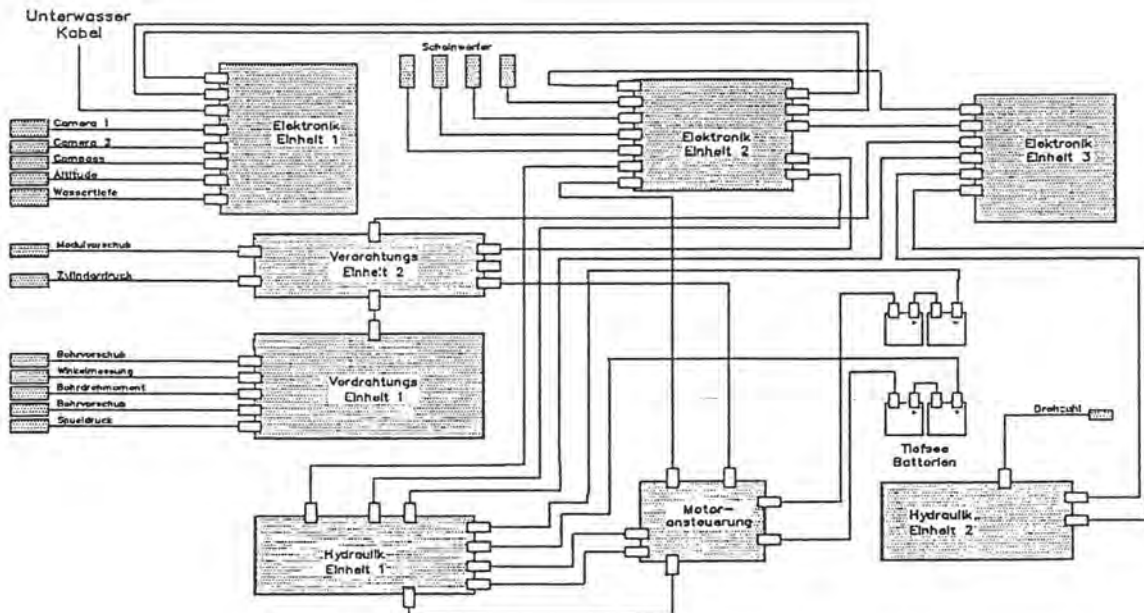 Unterwasser
Kabel
Scheinwerfer
Elektronik
Einheit 1
Elektronik
Einheit 2
Elektronik
Einheit 3
Camera 1
Camera 2
Compass
Altitude
Wassertiefe
Modulvorschub
Zylinderdruck
Verdrahtungs
Einheit 2
Bohrvorschub
Winkelmessung
Bohrdrehmoment
Bohrvorschub
Spueldruck
Verdrahtungs
Einheit 1
Tiefsee
Batterien
Drehzahl
Hydraulik
Einheit 1
Motor-
ansteuerung
Hydraulik
Einheit 2